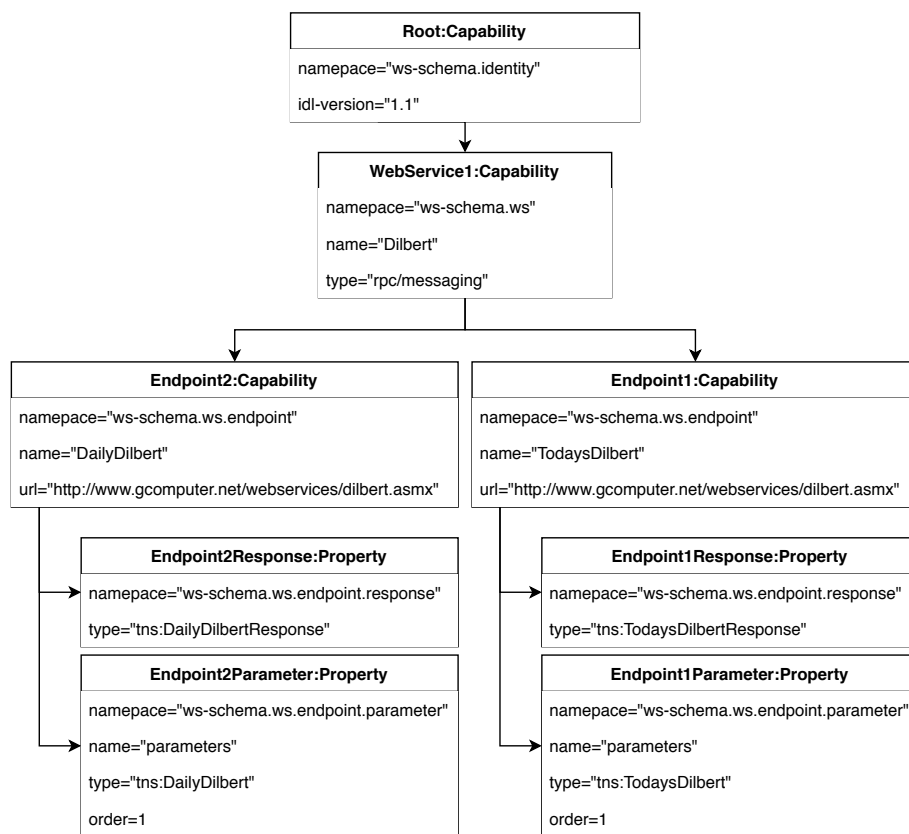 Root:Capability
namepace="ws-schema.identity"
idl-version="1.1"
WebService1:Capability
namepace="ws-schema.ws"
name="Dilbert"
type="rpc/messaging"
Endpoint2:Capability
namepace="ws-schema.ws.endpoint"
name="DailyDilbert"
url="http://www.gcomputer.net/webservices/dilbert.asmx"
Endpoint2Response:Property
namepace="ws-schema.ws.endpoint.response"
type="tns:DailyDilbertResponse"
Endpoint2Parameter:Property
namepace="ws-schema.ws.endpoint.parameter"
name="parameters"
type="tns:DailyDilbert"
order=1
Endpoint1:Capability
namepace="ws-schema.ws.endpoint"
name="TodaysDilbert"
url="http://www.gcomputer.net/webservices/dilbert.asmx"
Endpoint1Response:Property
namepace="ws-schema.ws.endpoint.response"
type="tns:TodaysDilbertResponse"
Endpoint1Parameter:Property
namepace="ws-schema.ws.endpoint.parameter"
name="parameters"
type="tns:TodaysDilbert"
order=1